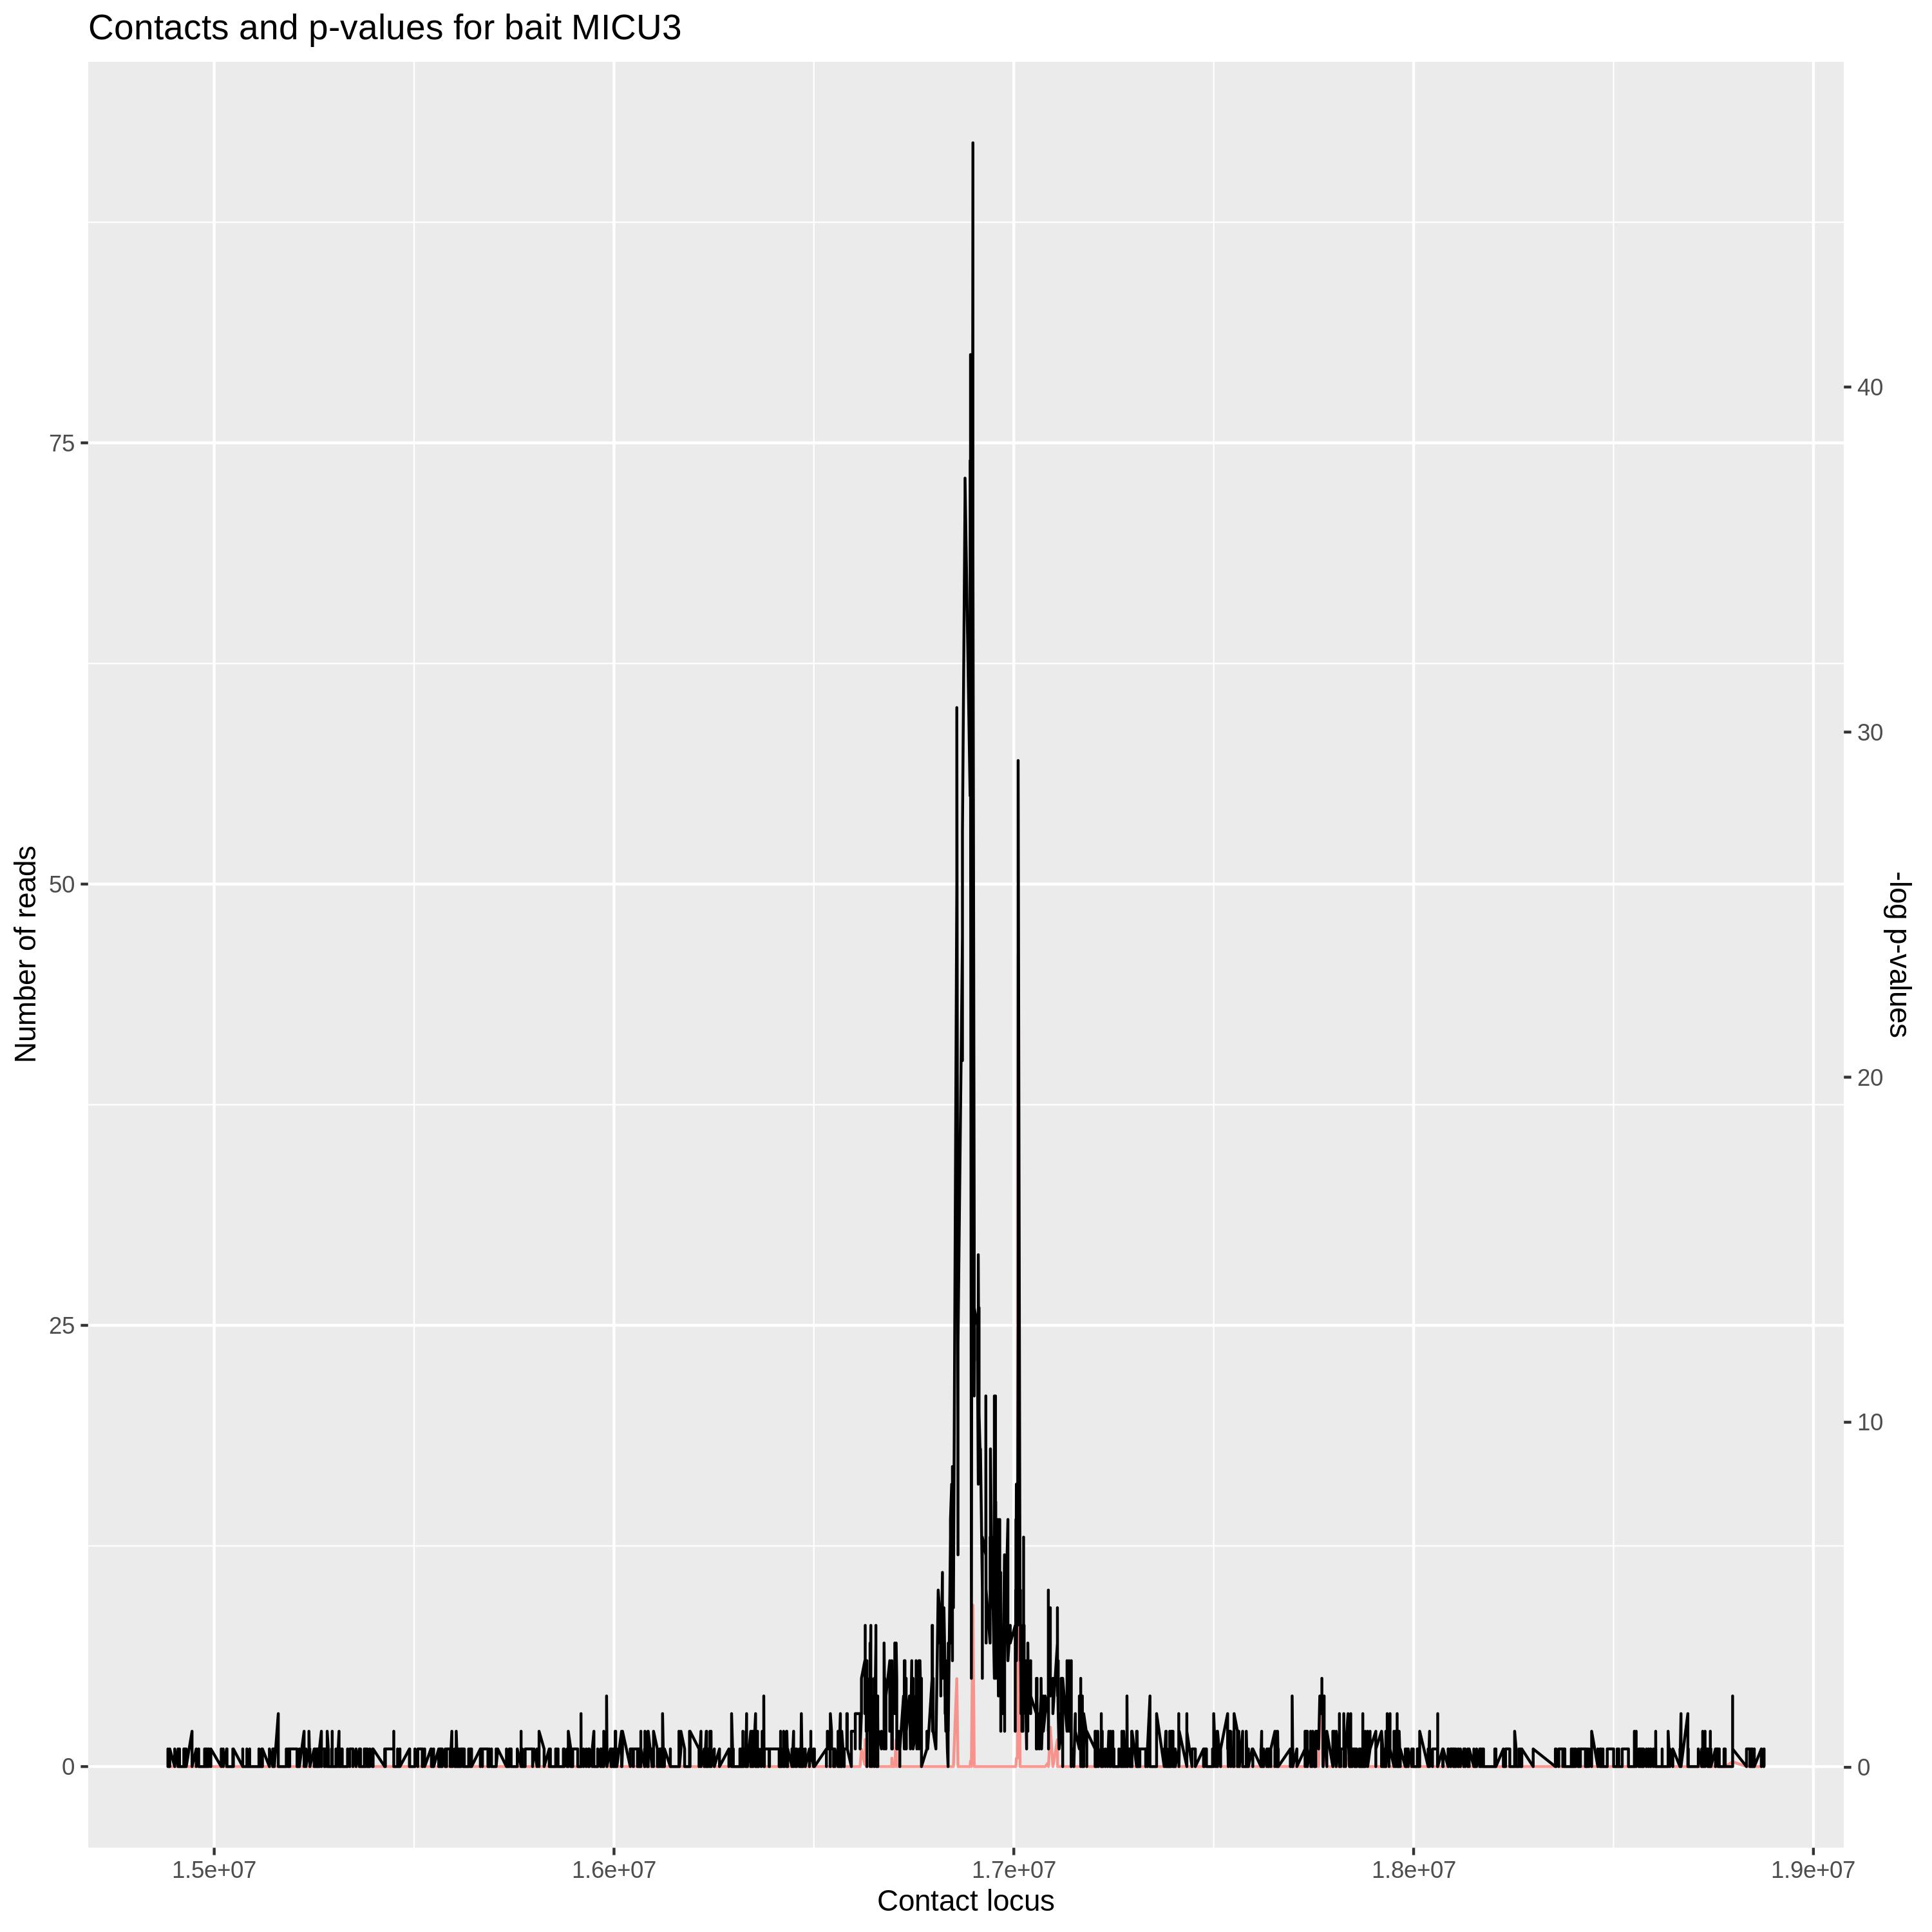 Contacts and p-values for bait MICU3
75
50
25
0
Number of reads
40
30
20
10
0
-log p-values
1.5e+07 1.6e+07 1.7e+07 1.8e+07 1.9e+07
Contact locus